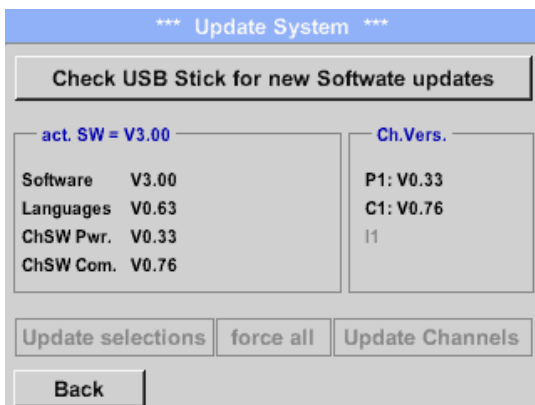 *** Update System ***
Check USB Stick for new Softwate updates
act. SW = V3.00
Software V3.00
Languages V0.63
ChSW Pwr. V0.33
ChSW Com. V0.76
Ch.Vers.
P1: V0.33
C1: V0.76
I1
Update selections force all Update Channels
Back